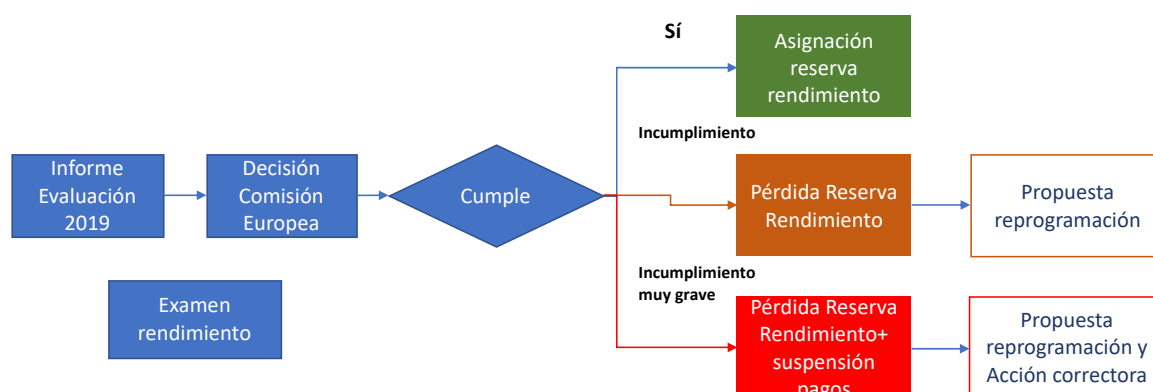 Sí
Asignación
reserva
rendimiento
Incumplimiento
Informe
Evaluación
2019
Decisión
Comisión
Europea
Cumple
Pérdida Reserva
Rendimiento
Propuesta
reprogramación
Incumplimiento
muy grave
Examen
rendimiento
Pérdida Reserva
Rendimiento+
suspensión
pagos
Propuesta
reprogramación y
Acción correctora